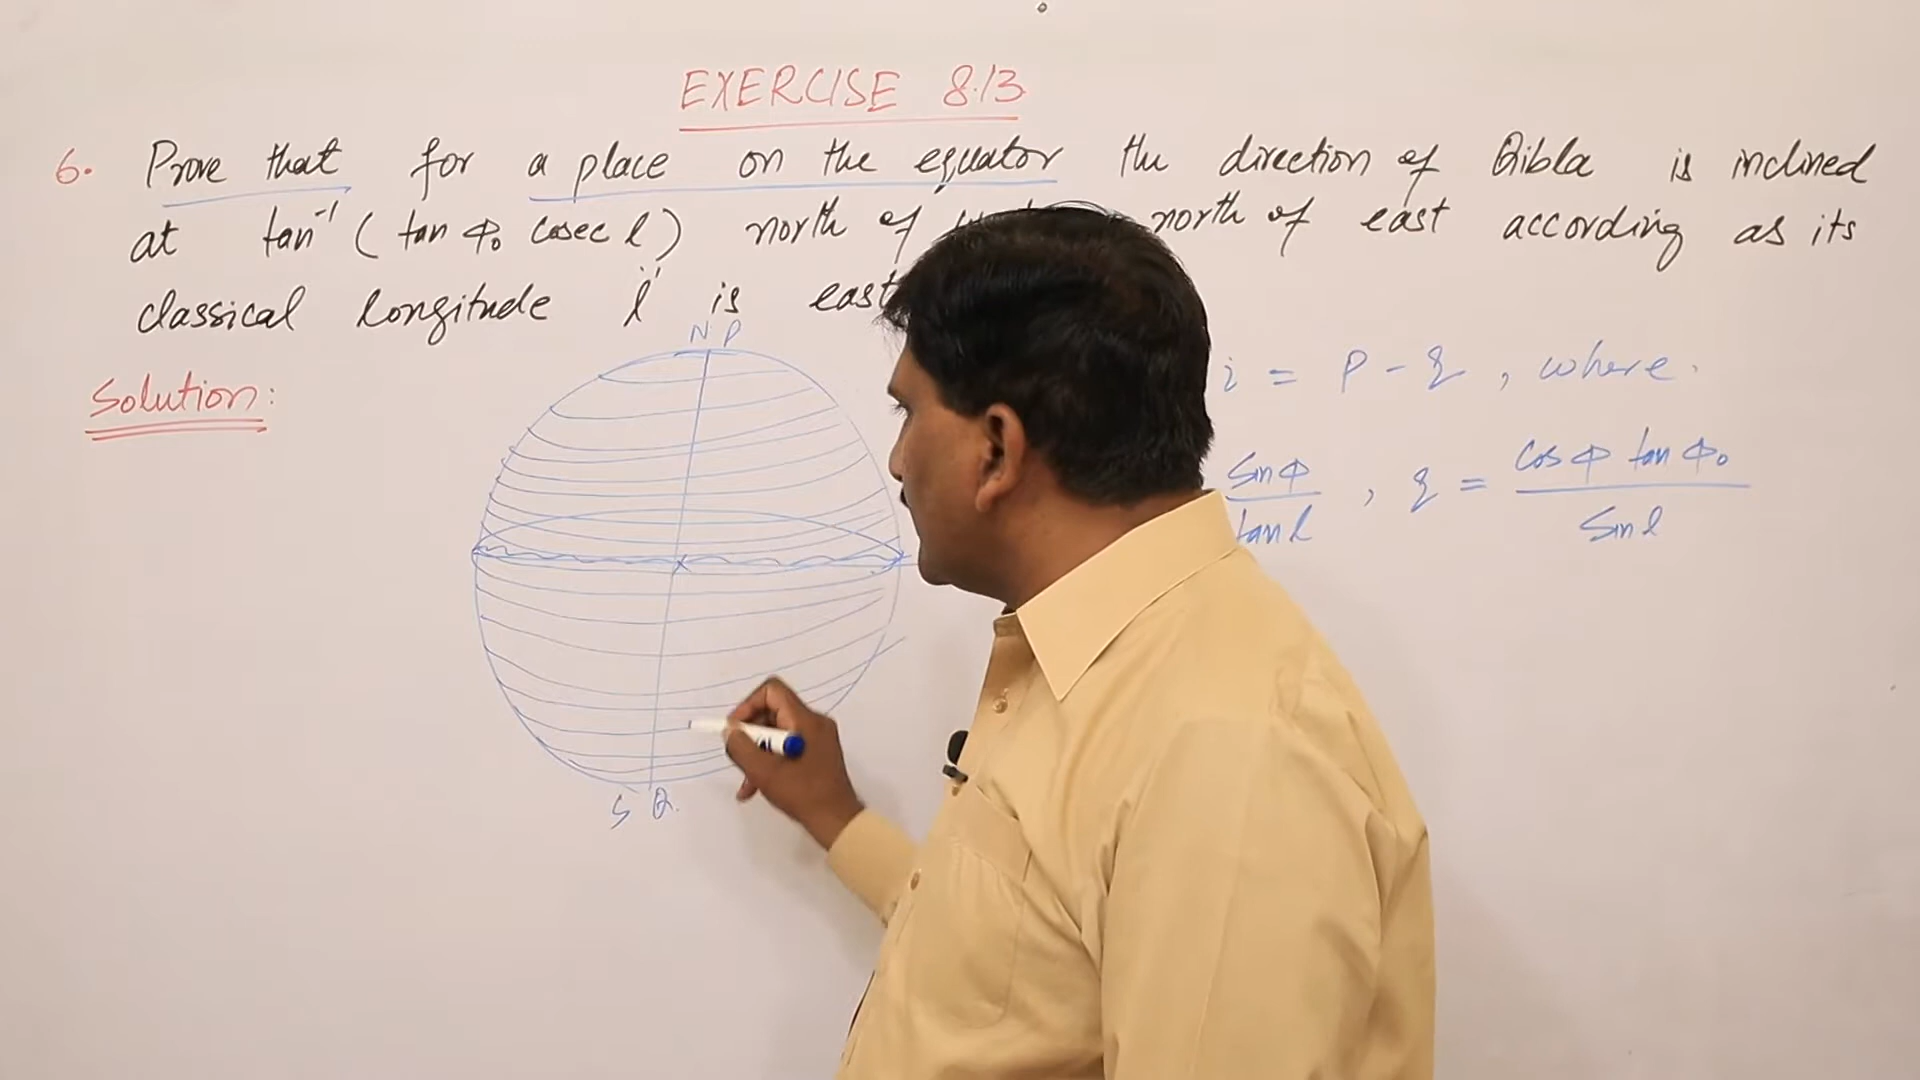 EXERCISE 8.13
6. Prove that for a place on the equator the direction of Qibla is inclined
at tan⁻¹ ( tan φ₀ cosec l ) north of north of east according as its
classical longitude 'l' is east
N P
Solution:
i = P - q , where.
sin φ / tan l , q = cos φ tan φ₀ / sin l
S